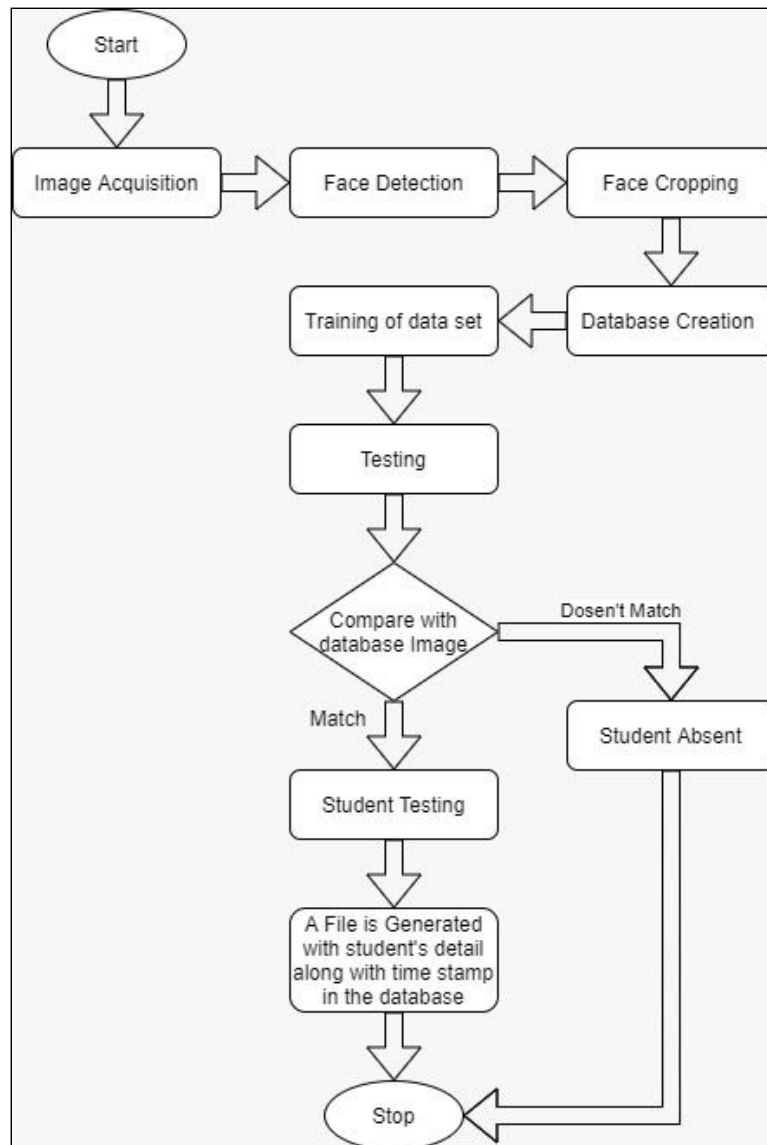 Start
Image Acquisition
Face Detection
Face Cropping
Database Creation
Training of data set
Testing
Compare with
database Image
Dosen't Match
Match
Student Absent
Student Testing
A File is Generated
with student's detail
along with time stamp
in the database
Stop